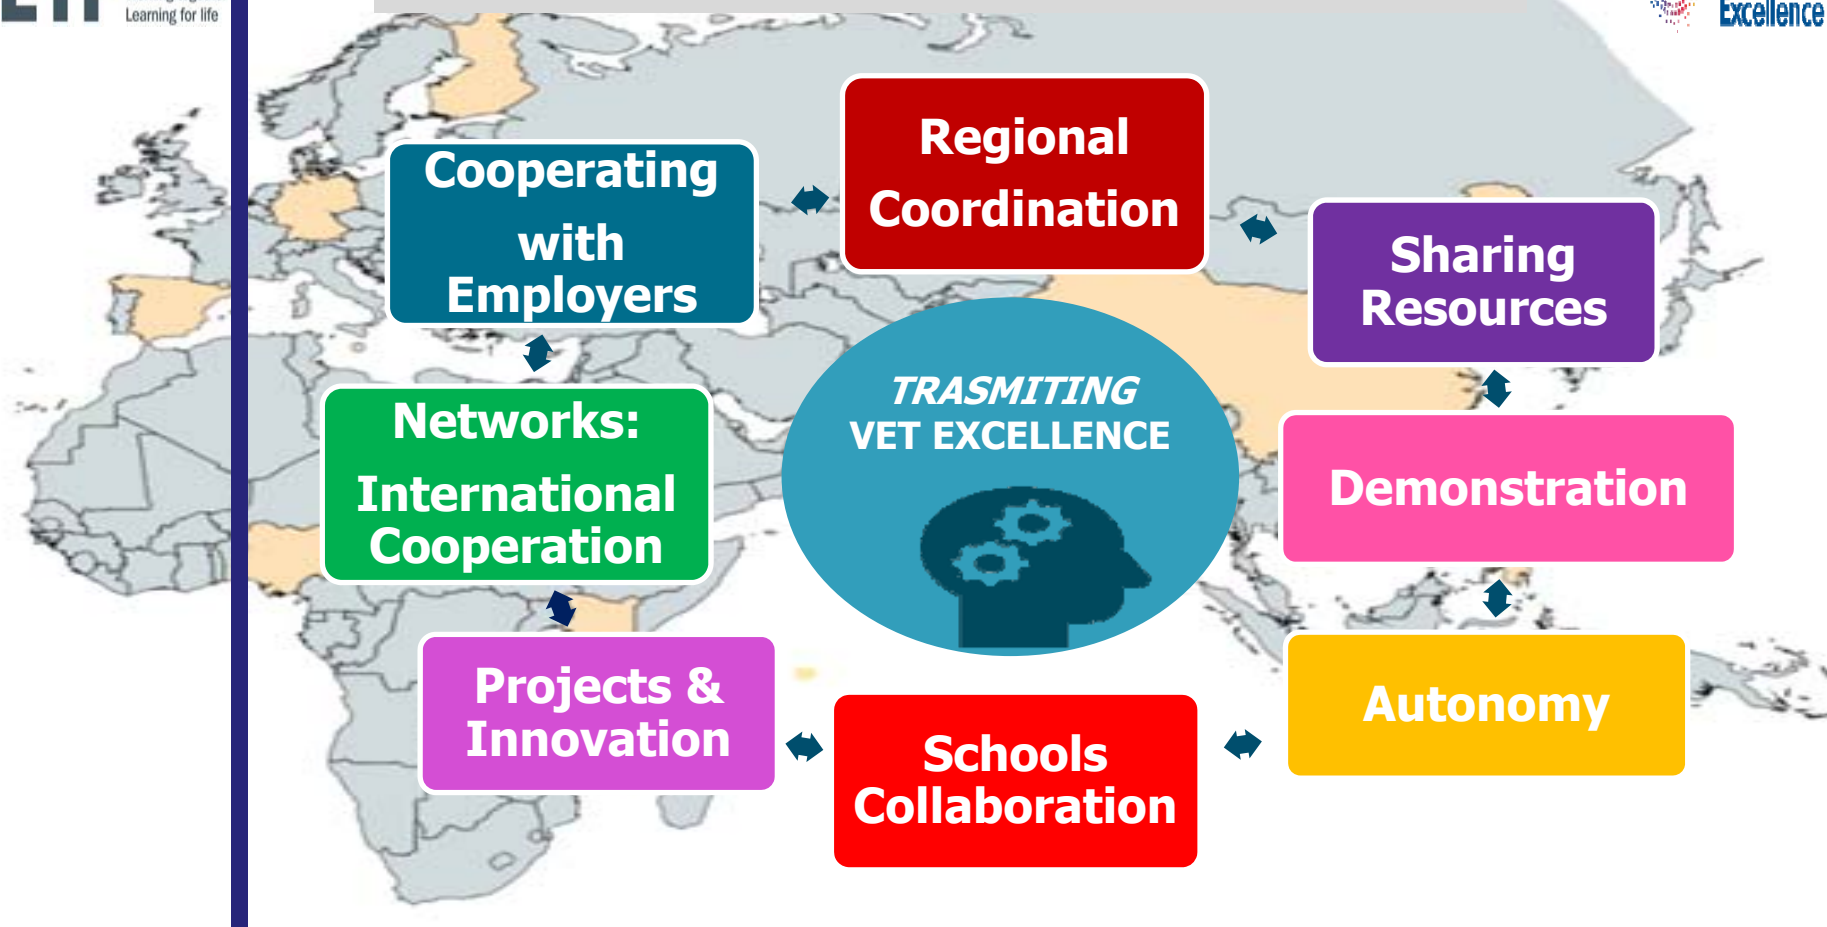 Learning for life
Excellence
Regional
Coordination
Cooperating
with
Employers
Sharing
Resources
TRASMITING
VET EXCELLENCE
Networks:
International
Cooperation
Demonstration
Projects &
Innovation
Autonomy
Schools
Collaboration